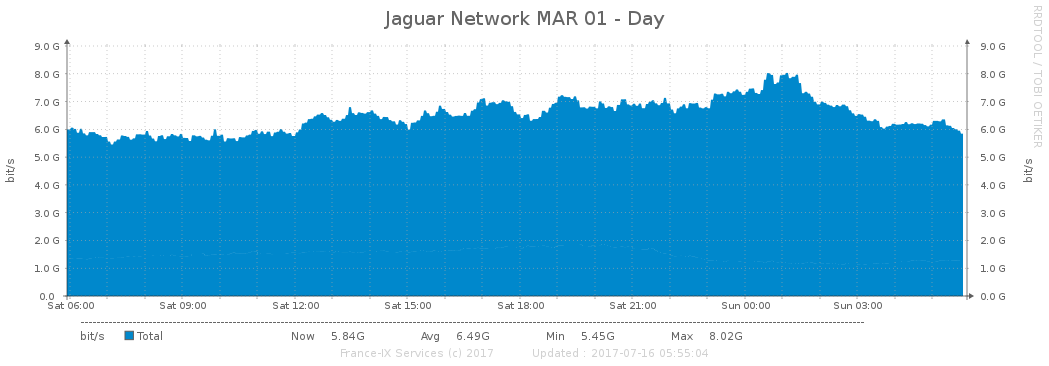 Jaguar Network MAR 01 - Day
RRDTOOL / TOBI OETIKER
bit/s
bit/s
9.0 G 9.0 G
8.0 G 8.0 G
7.0 G 7.0 G
6.0 G 6.0 G
5.0 G 5.0 G
4.0 G 4.0 G
3.0 G 3.0 G
2.0 G 2.0 G
1.0 G 1.0 G
0.0 0.0 G
Sat 06:00 Sat 09:00 Sat 12:00 Sat 15:00 Sat 18:00 Sat 21:00 Sun 00:00 Sun 03:00
bit/s Total Now 5.84G Avg 6.49G Min 5.45G Max 8.02G
France-IX Services (c) 2017 Updated : 2017-07-16 05:55:04